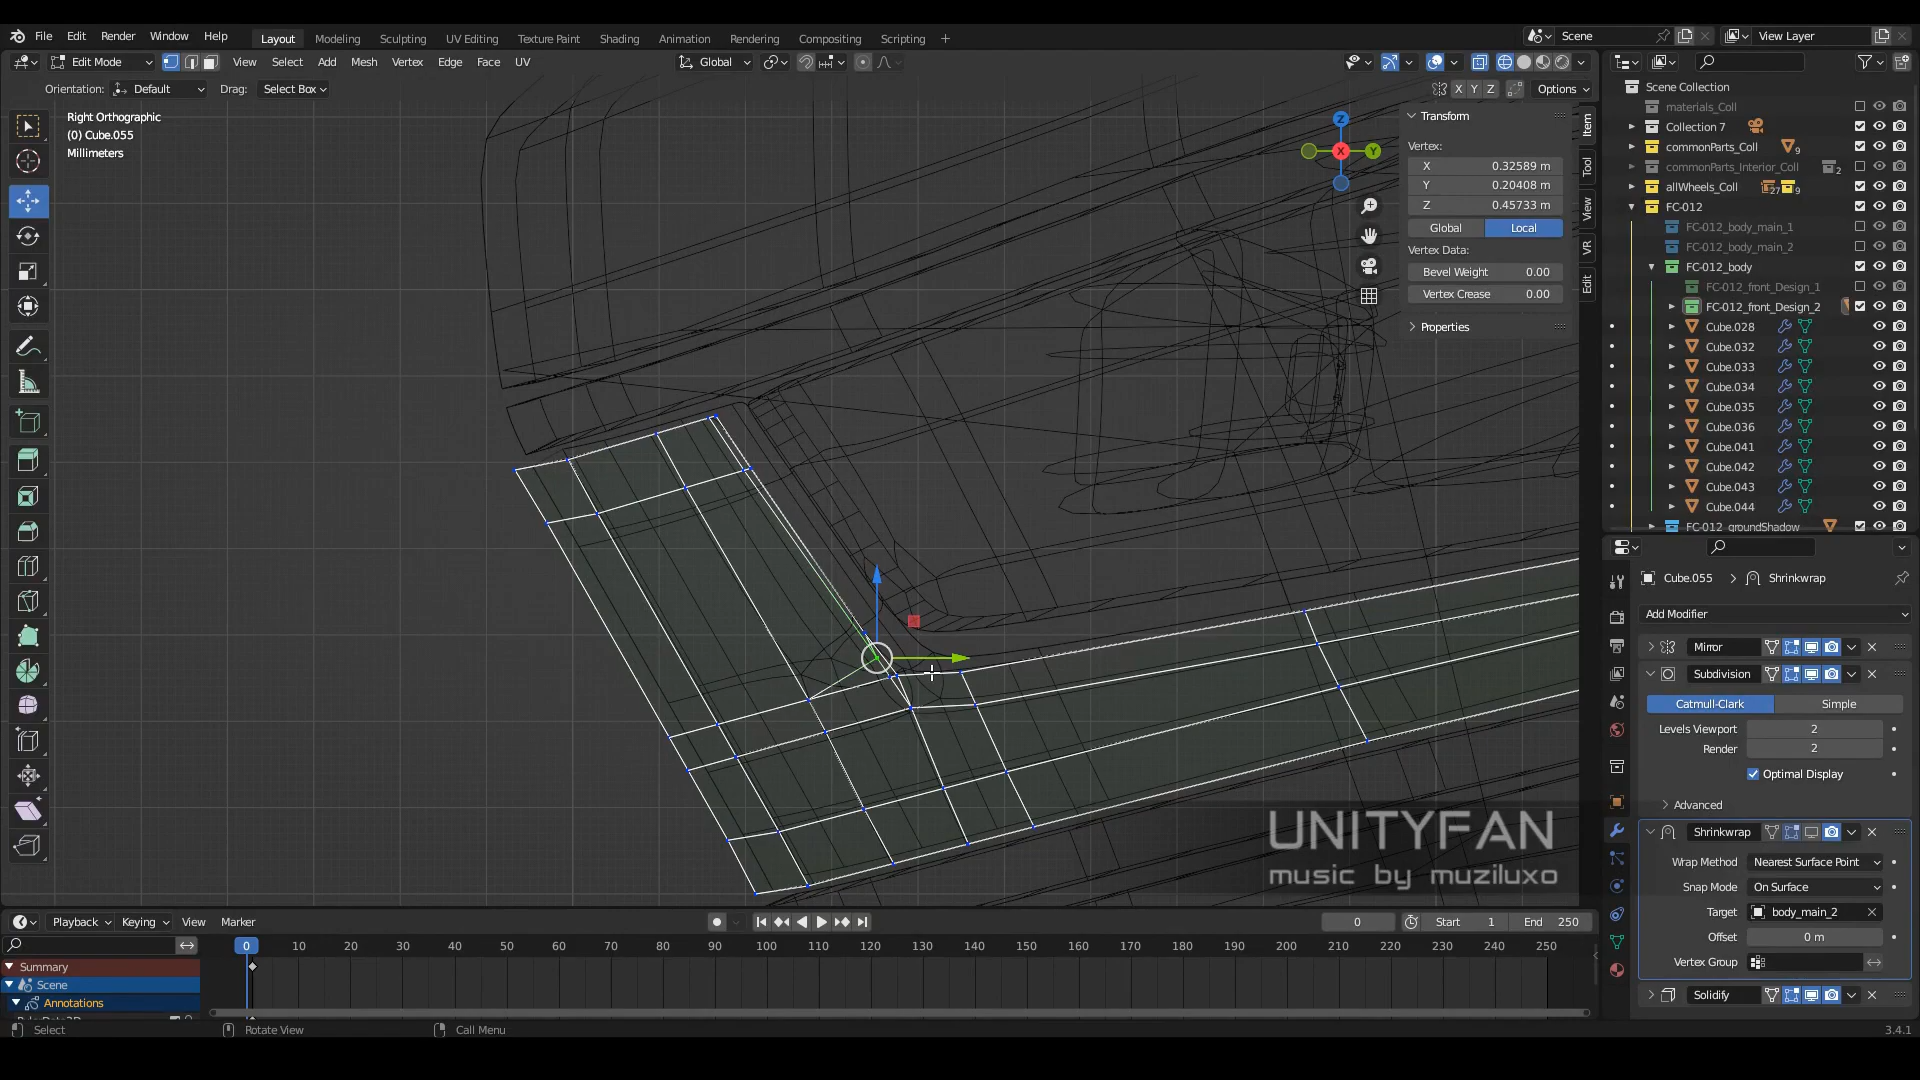 File Edit Render Window Help Layout Modeling Sculpting UV Editing Texture Paint Shading Animation Rendering Compositing Scripting + Scene View Layer
Edit Mode View Select Add Mesh Vertex Edge Face UV Global
Orientation: Default Drag: Select Box X Y Z Options
Right Orthographic
(0) Cube.055
Millimeters
Z
Y
X
Transform
Vertex:
X 0.32589 m
Y 0.20408 m
Z 0.45733 m
Global Local
Vertex Data:
Bevel Weight 0.00
Vertex Crease 0.00
Properties
Item
Tool
View
VR
Edit
Scene Collection
materials_Coll
Collection 7
commonParts_Coll 9
commonParts_Interior_Coll 2
allWheels_Coll 27 9
FC-012
FC-012_body_main_1
FC-012_body_main_2
FC-012_body
FC-012_front_Design_1
FC-012_front_Design_2
Cube.028
Cube.032
Cube.033
Cube.034
Cube.035
Cube.036
Cube.041
Cube.042
Cube.043
Cube.044
FC-012_groundShadow
Cube.055 Shrinkwrap
Add Modifier
Mirror
Subdivision
Catmull-Clark Simple
Levels Viewport 2
Render 2
Optimal Display
Advanced
Shrinkwrap
Wrap Method Nearest Surface Point
Snap Mode On Surface
Target body_main_2
Offset 0 m
Vertex Group
Solidify
UNITYFAN
music by muziluxo
Playback Keying View Marker 0 Start 1 End 250
0 10 20 30 40 50 60 70 80 90 100 110 120 130 140 150 160 170 180 190 200 210 220 230 240 250
Summary
Scene
Annotations
Select Rotate View Call Menu 3.4.1